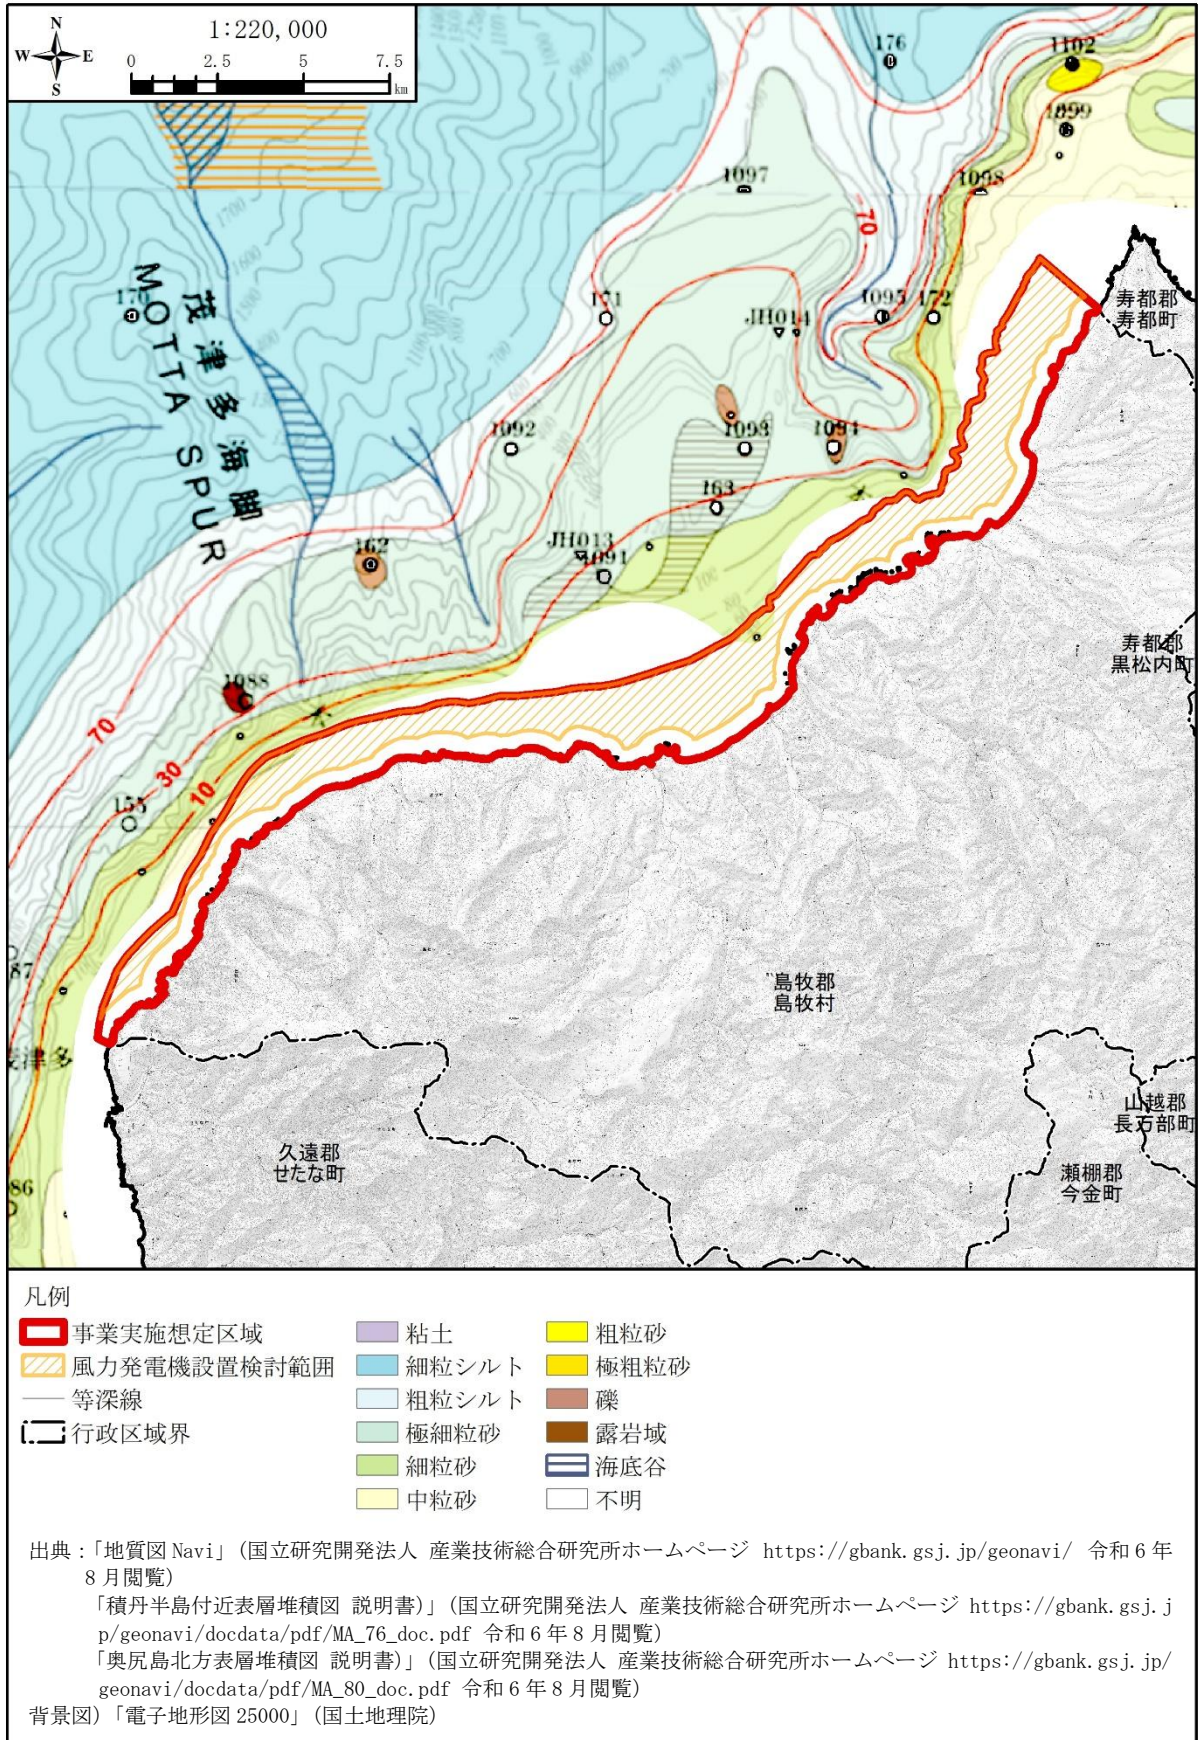 N
W E
S
1:220,000
0 2.5 5 7.5
km
176
1102
1099
1097
1098
70
170
茂津多海脚
MOTTA SPUR
171
JH014
1095
172
1092
1093
1094
163
162
JH013
1091
1088
70
30
10
155
87
津多
86
寿都郡
寿都町
寿都郡
黒松内町
島牧郡
島牧村
久遠郡
せたな町
山越郡
長万部町
瀬棚郡
今金町
凡例
事業実施想定区域
風力発電機設置検討範囲
等深線
行政区域界
粘土
細粒シルト
粗粒シルト
極細粒砂
細粒砂
中粒砂
粗粒砂
極粗粒砂
礫
露岩域
海底谷
不明
出典:「地質図 Navi」(国立研究開発法人 産業技術総合研究所ホームページ https://gbank.gsj.jp/geonavi/ 令和 6 年
8 月閲覧)
「積丹半島付近表層堆積図 説明書)」(国立研究開発法人 産業技術総合研究所ホームページ https://gbank.gsj.j
p/geonavi/docdata/pdf/MA_76_doc.pdf 令和 6 年 8 月閲覧)
「奥尻島北方表層堆積図 説明書)」(国立研究開発法人 産業技術総合研究所ホームページ https://gbank.gsj.jp/
geonavi/docdata/pdf/MA_80_doc.pdf 令和 6 年 8 月閲覧)
背景図)「電子地形図 25000」(国土地理院)